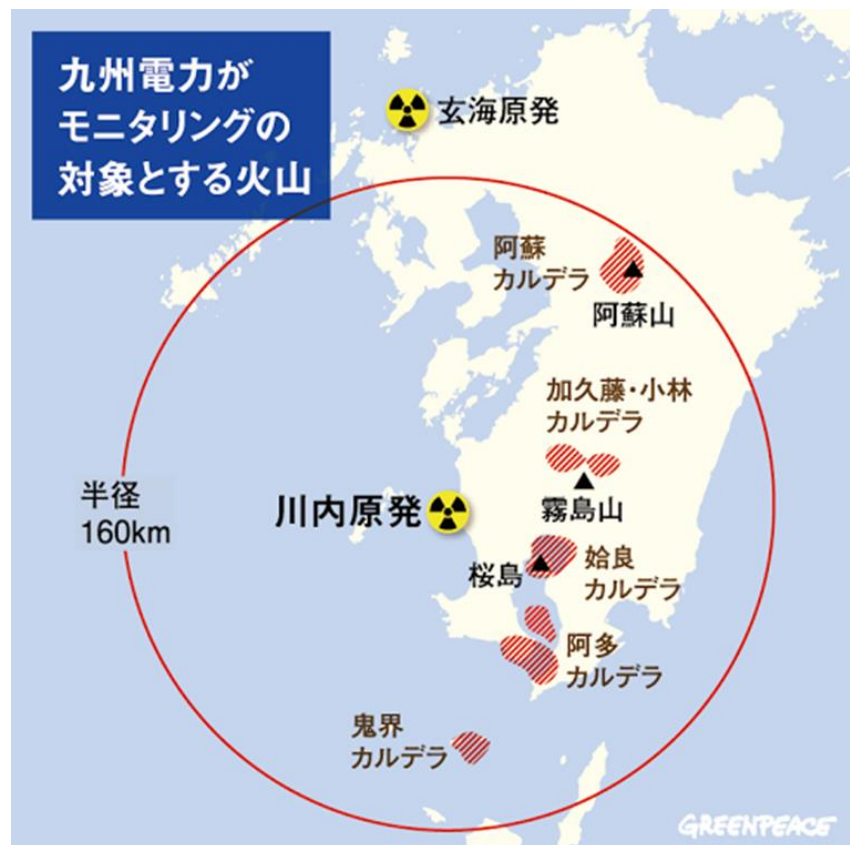 九州電力が
モニタリングの
対象とする火山
玄海原発
阿蘇
カルデラ
阿蘇山
加久藤・小林
カルデラ
半径
160km
川内原発
霧島山
桜島
姶良
カルデラ
阿多
カルデラ
鬼界
カルデラ
GREENPEACE